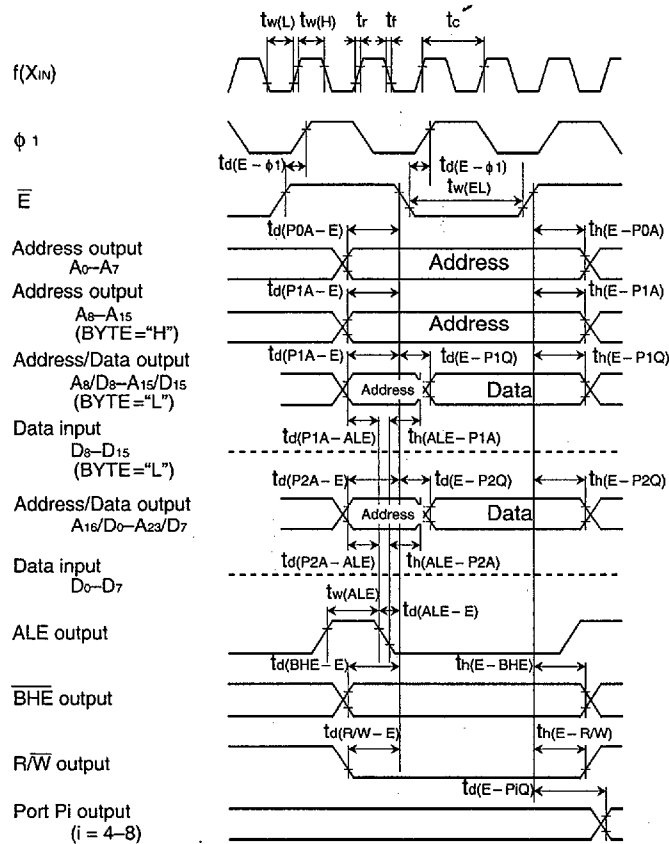 tw(L) tw(H) tr tf tc
f(XIN)
ϕ 1
td(E – ϕ1) td(E – ϕ1)
tw(EL)
E̅
td(P0A – E) th(E – P0A)
Address output
A0–A7
Address
td(P1A – E) th(E – P1A)
Address output
A8–A15
(BYTE="H")
Address
td(P1A – E) td(E – P1Q) th(E – P1Q)
Address/Data output
A8/D8–A15/D15
(BYTE="L")
Address Data
td(P1A – ALE) th(ALE – P1A)
Data input
D8–D15
(BYTE="L")
td(P2A – E) td(E – P2Q) th(E – P2Q)
Address/Data output
A16/D0–A23/D7
Address Data
td(P2A – ALE) th(ALE – P2A)
Data input
D0–D7
tw(ALE) td(ALE – E)
ALE output
td(BHE – E) th(E – BHE)
B̅H̅E̅ output
td(R/W – E) th(E – R/W)
R/W̅ output
td(E – PiQ)
Port Pi output
(i = 4–8)